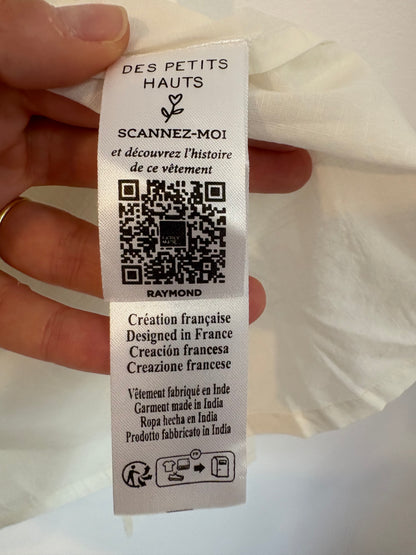 DES PETITS
HAUTS
SCANNEZ-MOI
et découvrez l'histoire
de ce vêtement
RAYMOND
Création française
Designed in France
Creación francesa
Creazione francese
Vêtement fabriqué en Inde
Garment made in India
Ropa hecha en India
Prodotto fabbricato in India
FR